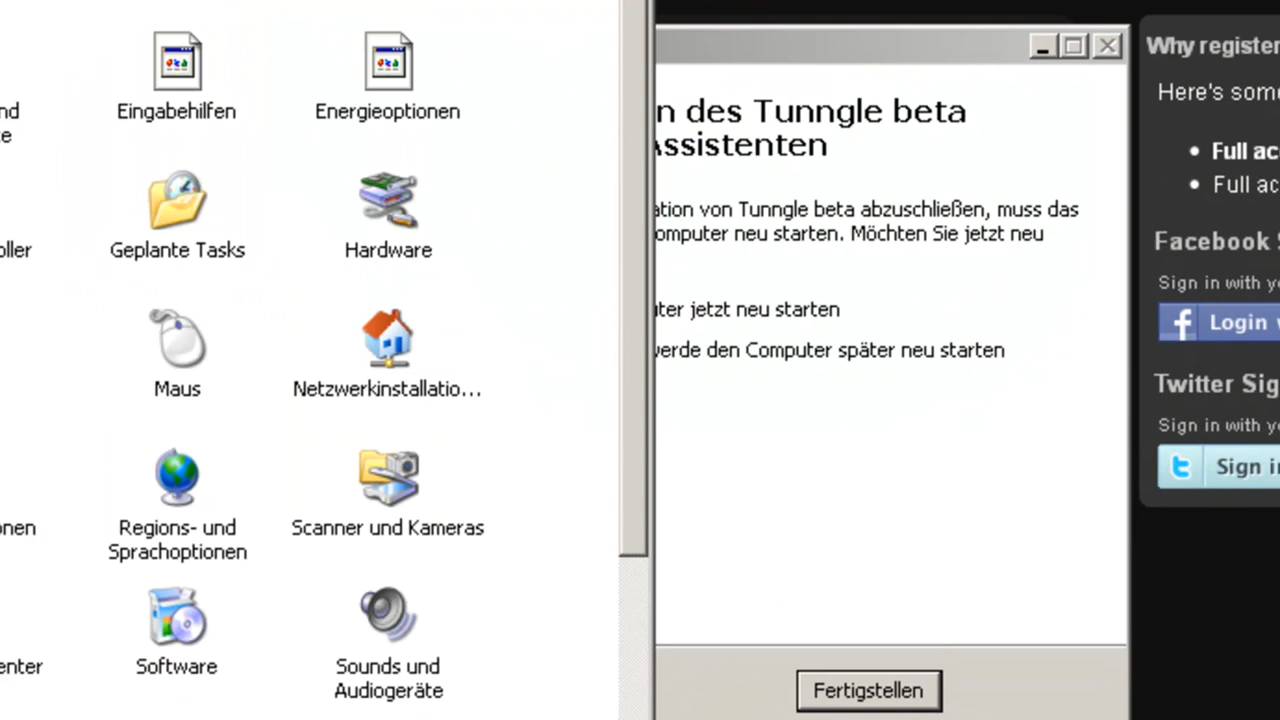 Eingabehilfen
Energieoptionen
nd
e
Geplante Tasks
Hardware
oller
Maus
Netzwerkinstallatio...
Regions- und
Sprachoptionen
Scanner und Kameras
onen
Software
Sounds und
Audiogeräte
enter
n des Tunngle beta
Assistenten
ation von Tunngle beta abzuschließen, muss das
omputer neu starten. Möchten Sie jetzt neu
uter jetzt neu starten
werde den Computer später neu starten
Fertigstellen
Why register
Here's som
• Full ac
• Full ac
Facebook S
Sign in with yo
f Login w
Twitter Sig
Sign in with yo
t Sign in